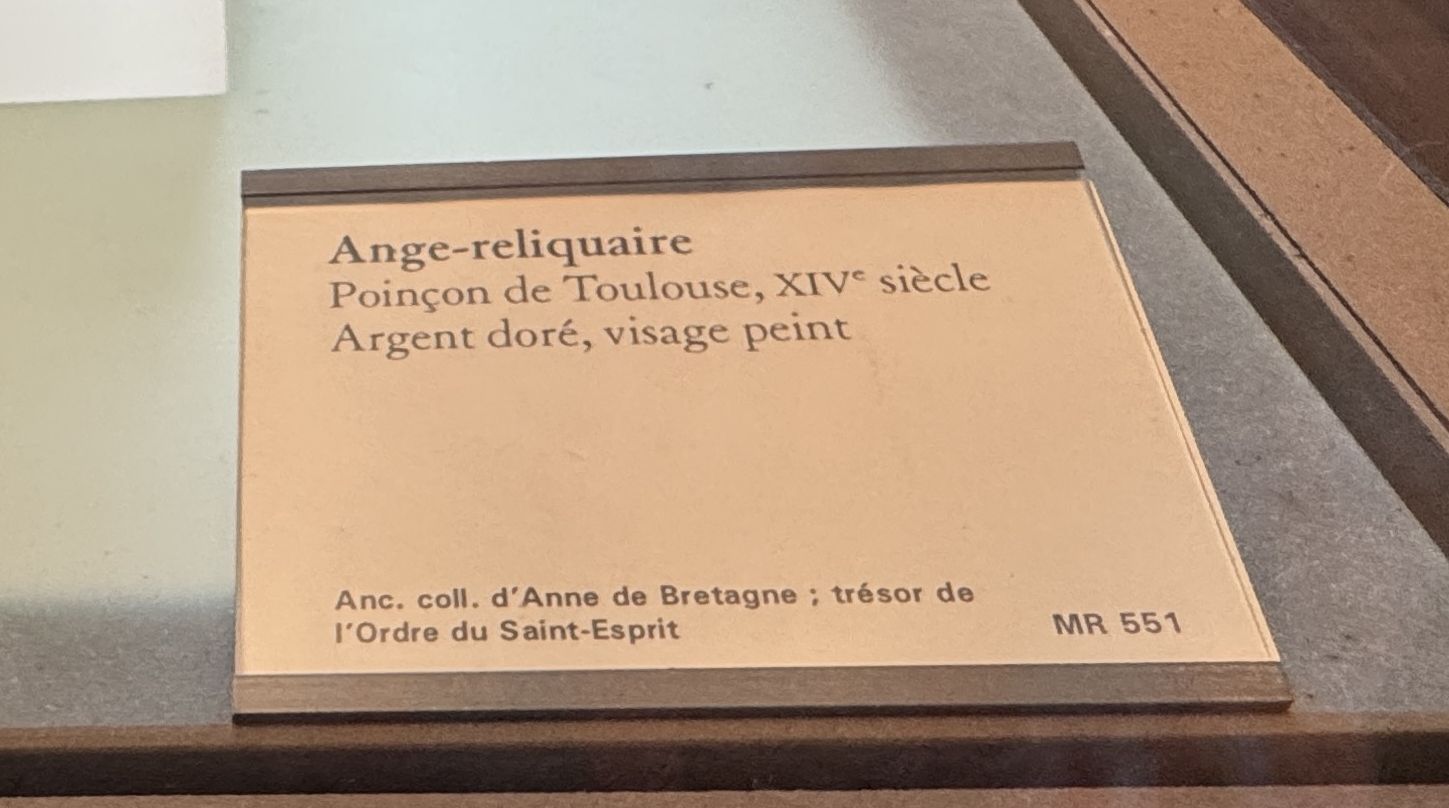 Ange-reliquaire
Poinçon de Toulouse, XIVᵉ siècle
Argent doré, visage peint
Anc. coll. d'Anne de Bretagne ; trésor de
l'Ordre du Saint-Esprit
MR 551